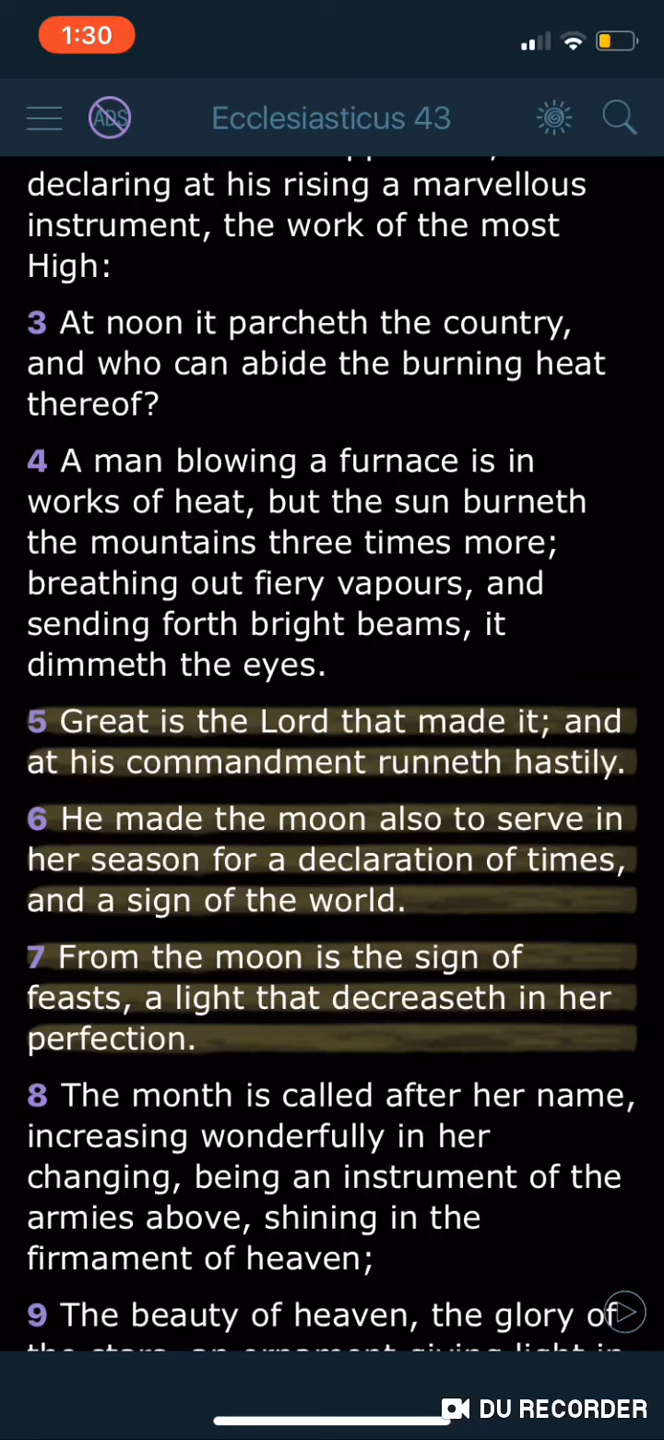 1:30
ADS
Ecclesiasticus 43
declaring at his rising a marvellous
instrument, the work of the most
High:
3 At noon it parcheth the country,
and who can abide the burning heat
thereof?
4 A man blowing a furnace is in
works of heat, but the sun burneth
the mountains three times more;
breathing out fiery vapours, and
sending forth bright beams, it
dimmeth the eyes.
5 Great is the Lord that made it; and
at his commandment runneth hastily.
6 He made the moon also to serve in
her season for a declaration of times,
and a sign of the world.
7 From the moon is the sign of
feasts, a light that decreaseth in her
perfection.
8 The month is called after her name,
increasing wonderfully in her
changing, being an instrument of the
armies above, shining in the
firmament of heaven;
9 The beauty of heaven, the glory of
the stars, an ornament giving light in
DU RECORDER